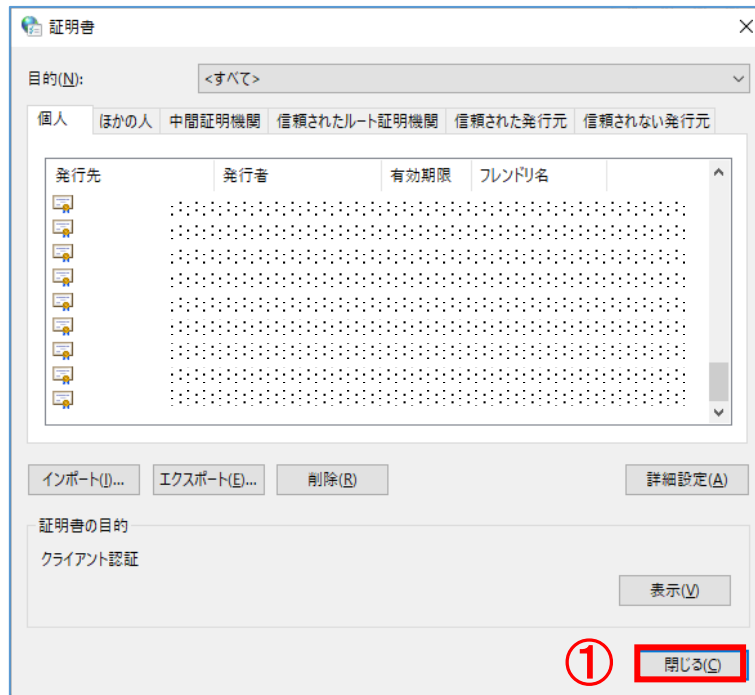 証明書
目的(N):
<すべて>
個人 ほかの人 中間証明機関 信頼されたルート証明機関 信頼された発行元 信頼されない発行元
発行先 発行者 有効期限 フレンドリ名
インポート(I)... エクスポート(E)... 削除(R) 詳細設定(A)
証明書の目的
クライアント認証
表示(V)
① 閉じる(C)